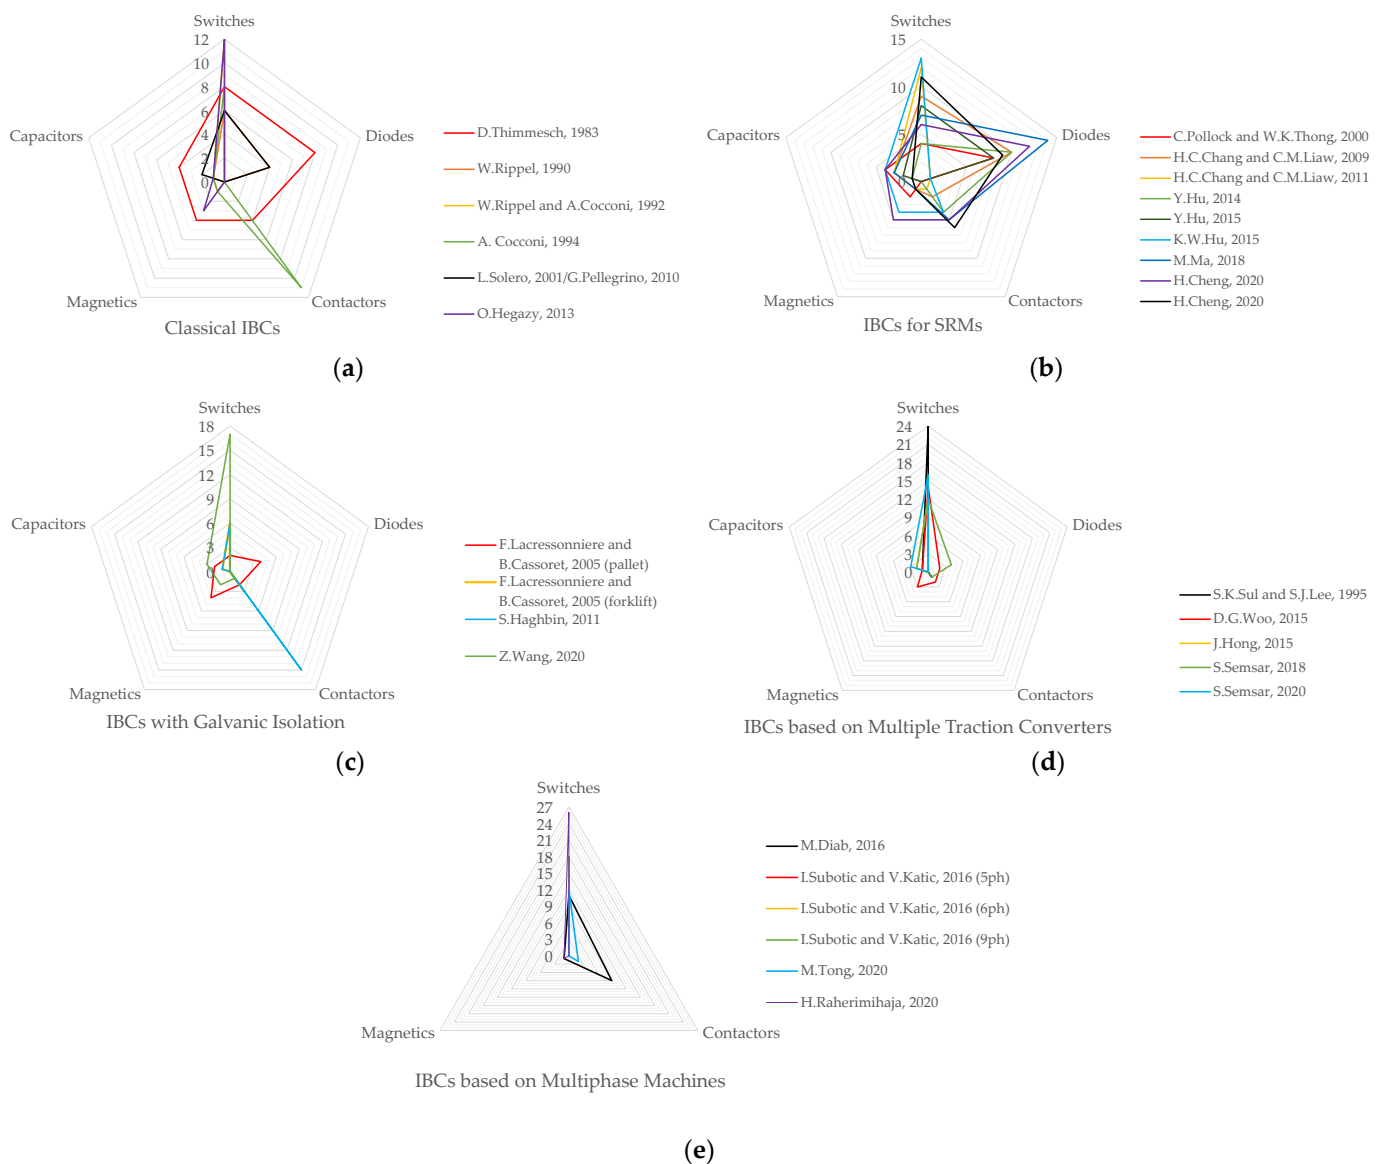 Switches
12
10
8
6
4
2
0
Capacitors
Diodes
Magnetics
Contactors
Classical IBCs
D.Thimmesch, 1983
W.Rippel, 1990
W.Rippel and A.Cocconi, 1992
A. Cocconi, 1994
L.Solero, 2001/G.Pellegrino, 2010
O.Hegazy, 2013
(a)
Switches
15
10
5
0
Capacitors
Diodes
Magnetics
Contactors
IBCs for SRMs
C.Pollock and W.K.Thong, 2000
H.C.Chang and C.M.Liaw, 2009
H.C.Chang and C.M.Liaw, 2011
Y.Hu, 2014
Y.Hu, 2015
K.W.Hu, 2015
M.Ma, 2018
H.Cheng, 2020
H.Cheng, 2020
(b)
Switches
18
15
12
9
6
3
0
Capacitors
Diodes
Magnetics
Contactors
IBCs with Galvanic Isolation
F.Lacressonniere and
B.Cassoret, 2005 (pallet)
F.Lacressonniere and
B.Cassoret, 2005 (forklift)
S.Haghbin, 2011
Z.Wang, 2020
(c)
Switches
24
21
18
15
12
9
6
3
0
Capacitors
Diodes
Magnetics
Contactors
IBCs based on Multiple Traction Converters
S.K.Sul and S.J.Lee, 1995
D.G.Woo, 2015
J.Hong, 2015
S.Semsar, 2018
S.Semsar, 2020
(d)
Switches
27
24
21
18
15
12
9
6
3
0
Magnetics
Contactors
IBCs based on Multiphase Machines
M.Diab, 2016
I.Subotic and V.Katic, 2016 (5ph)
I.Subotic and V.Katic, 2016 (6ph)
I.Subotic and V.Katic, 2016 (9ph)
M.Tong, 2020
H.Raherimihaja, 2020
(e)